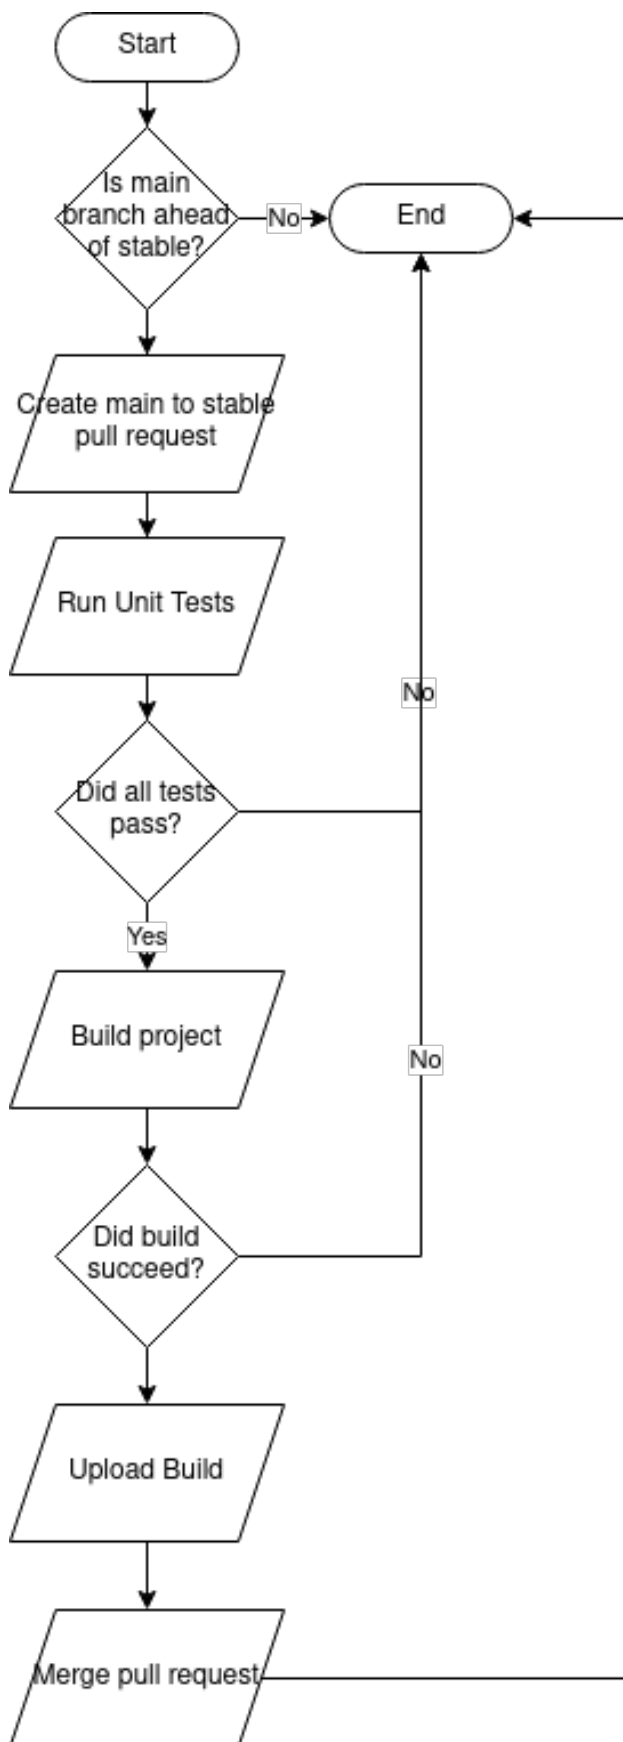 Start
Is main
branch ahead
of stable?
No
End
Create main to stable
pull request
Run Unit Tests
No
Did all tests
pass?
Yes
Build project
No
Did build
succeed?
Upload Build
Merge pull request